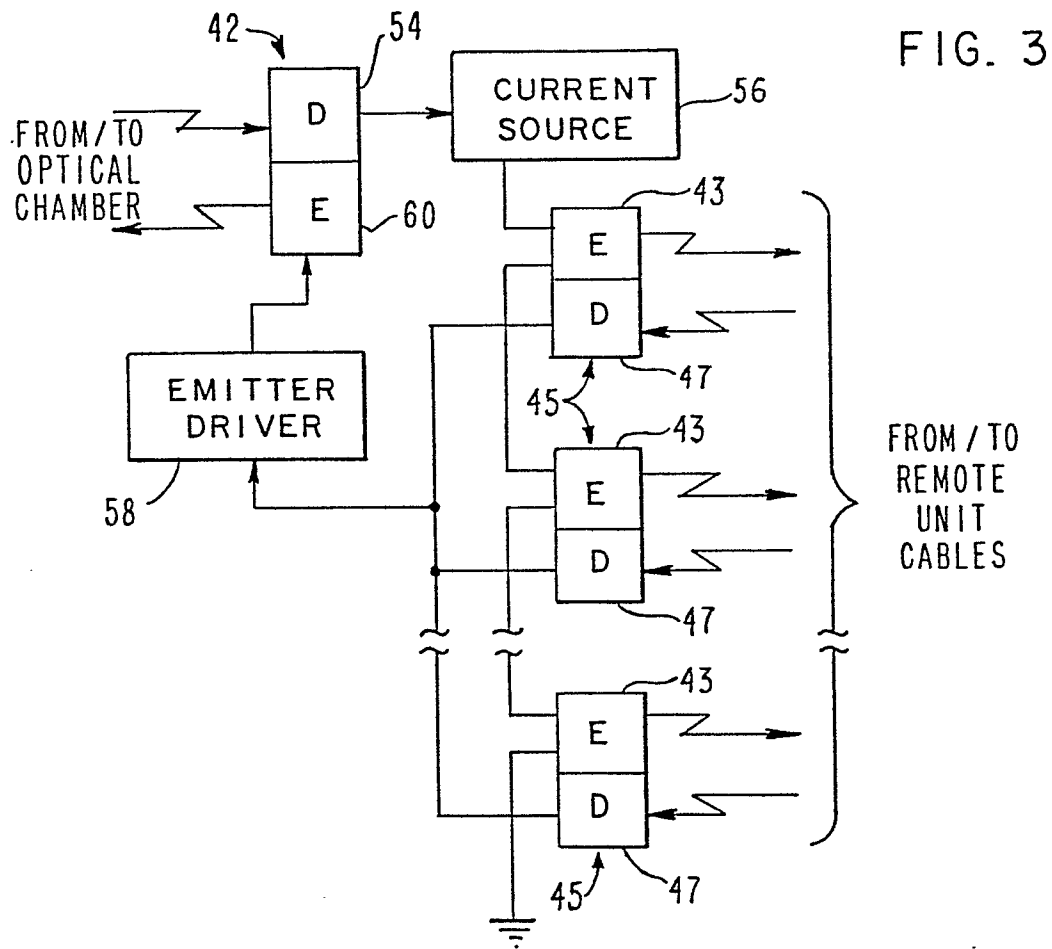 FIG. 3
42
54
D
E
60
FROM/TO
OPTICAL
CHAMBER
CURRENT
SOURCE
56
43
E
D
47
45
EMITTER
DRIVER
58
43
E
D
47
FROM/TO
REMOTE
UNIT
CABLES
43
E
D
45
47